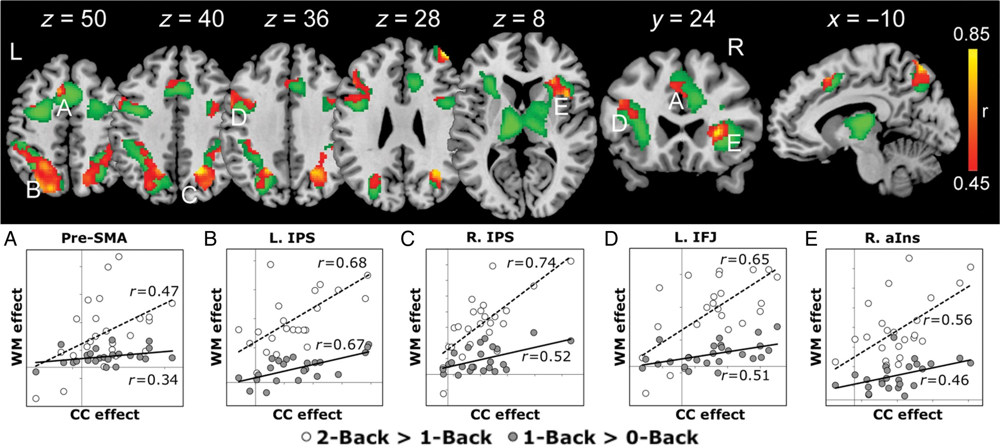 z = 50 z = 40 z = 36 z = 28 z = 8 y = 24 x = –10
0.85
L
R
A
D
E
A
D
E
r
B
C
0.45
A Pre-SMA
B L. IPS
C R. IPS
D L. IFJ
E R. aIns
WM effect
r=0.47
r=0.34
CC effect
WM effect
r=0.68
r=0.67
CC effect
WM effect
r=0.74
r=0.52
CC effect
WM effect
r=0.65
r=0.51
CC effect
WM effect
r=0.56
r=0.46
CC effect
2-Back > 1-Back 1-Back > 0-Back